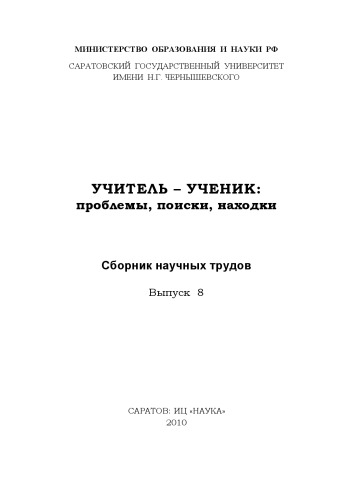 МИНИСТЕРСТВО ОБРАЗОВАНИЯ И НАУКИ РФ
САРАТОВСКИЙ ГОСУДАРСТВЕННЫЙ УНИВЕРСИТЕТ
ИМЕНИ Н.Г. ЧЕРНЫШЕВСКОГО
УЧИТЕЛЬ – УЧЕНИК:
проблемы, поиски, находки
Сборник научных трудов
Выпуск 8
САРАТОВ: ИЦ «НАУКА»
2010